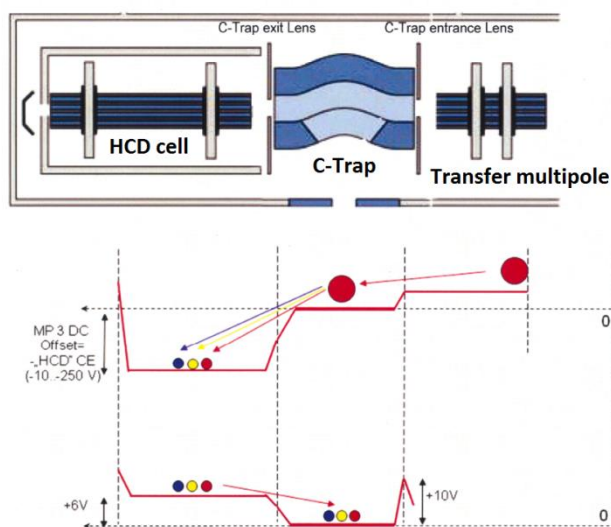 C-Trap exit Lens
C-Trap entrance Lens
HCD cell
C-Trap
Transfer multipole
0
MP 3 DC
Offset=
-„HCD" CE
(-10..-250 V)
+6V
+10V
0